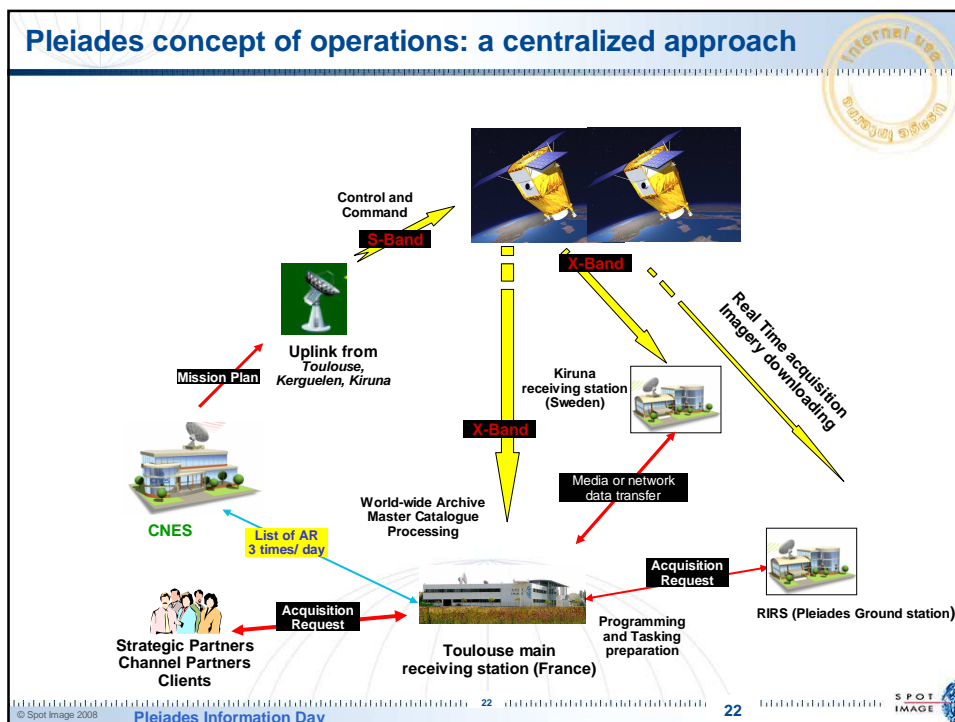 Pleiades concept of operations: a centralized approach
Internal use
Usage interne
Control and
Command
S-Band
X-Band
Real Time acquisition
Imagery downloading
Uplink from
Toulouse,
Kerguelen, Kiruna
Mission Plan
Kiruna
receiving station
(Sweden)
X-Band
Media or network
data transfer
World-wide Archive
Master Catalogue
Processing
CNES
List of AR
3 times/ day
Acquisition
Request
RIRS (Pleiades Ground station)
Acquisition
Request
Programming
and Tasking
preparation
Strategic Partners
Channel Partners
Clients
Toulouse main
receiving station (France)
22
22
© Spot Image 2008
Pleiades Information Day
SPOT
IMAGE